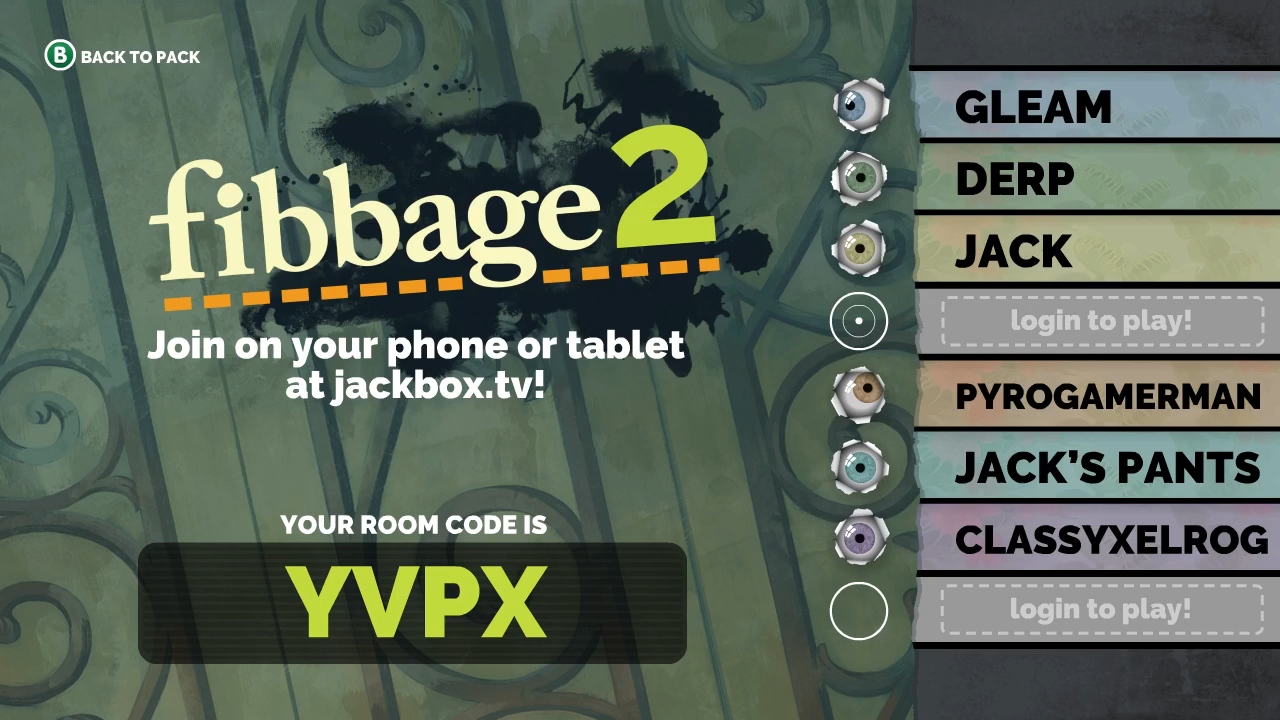 B BACK TO PACK
fibbage 2
Join on your phone or tablet
at jackbox.tv!
YOUR ROOM CODE IS
YVPX
GLEAM
DERP
JACK
login to play!
PYROGAMERMAN
JACK'S PANTS
CLASSYXELROG
login to play!